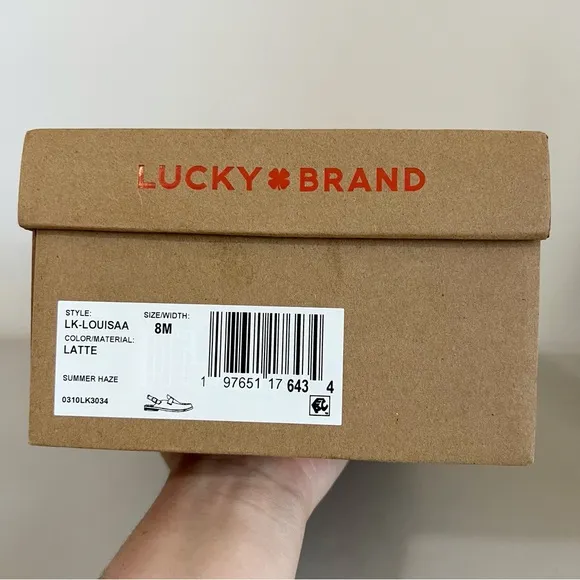 LUCKY BRAND
STYLE: SIZE/WIDTH:
LK-LOUISAA 8M
COLOR/MATERIAL:
LATTE
SUMMER HAZE
0310LK3034
1 97651 17 643 4